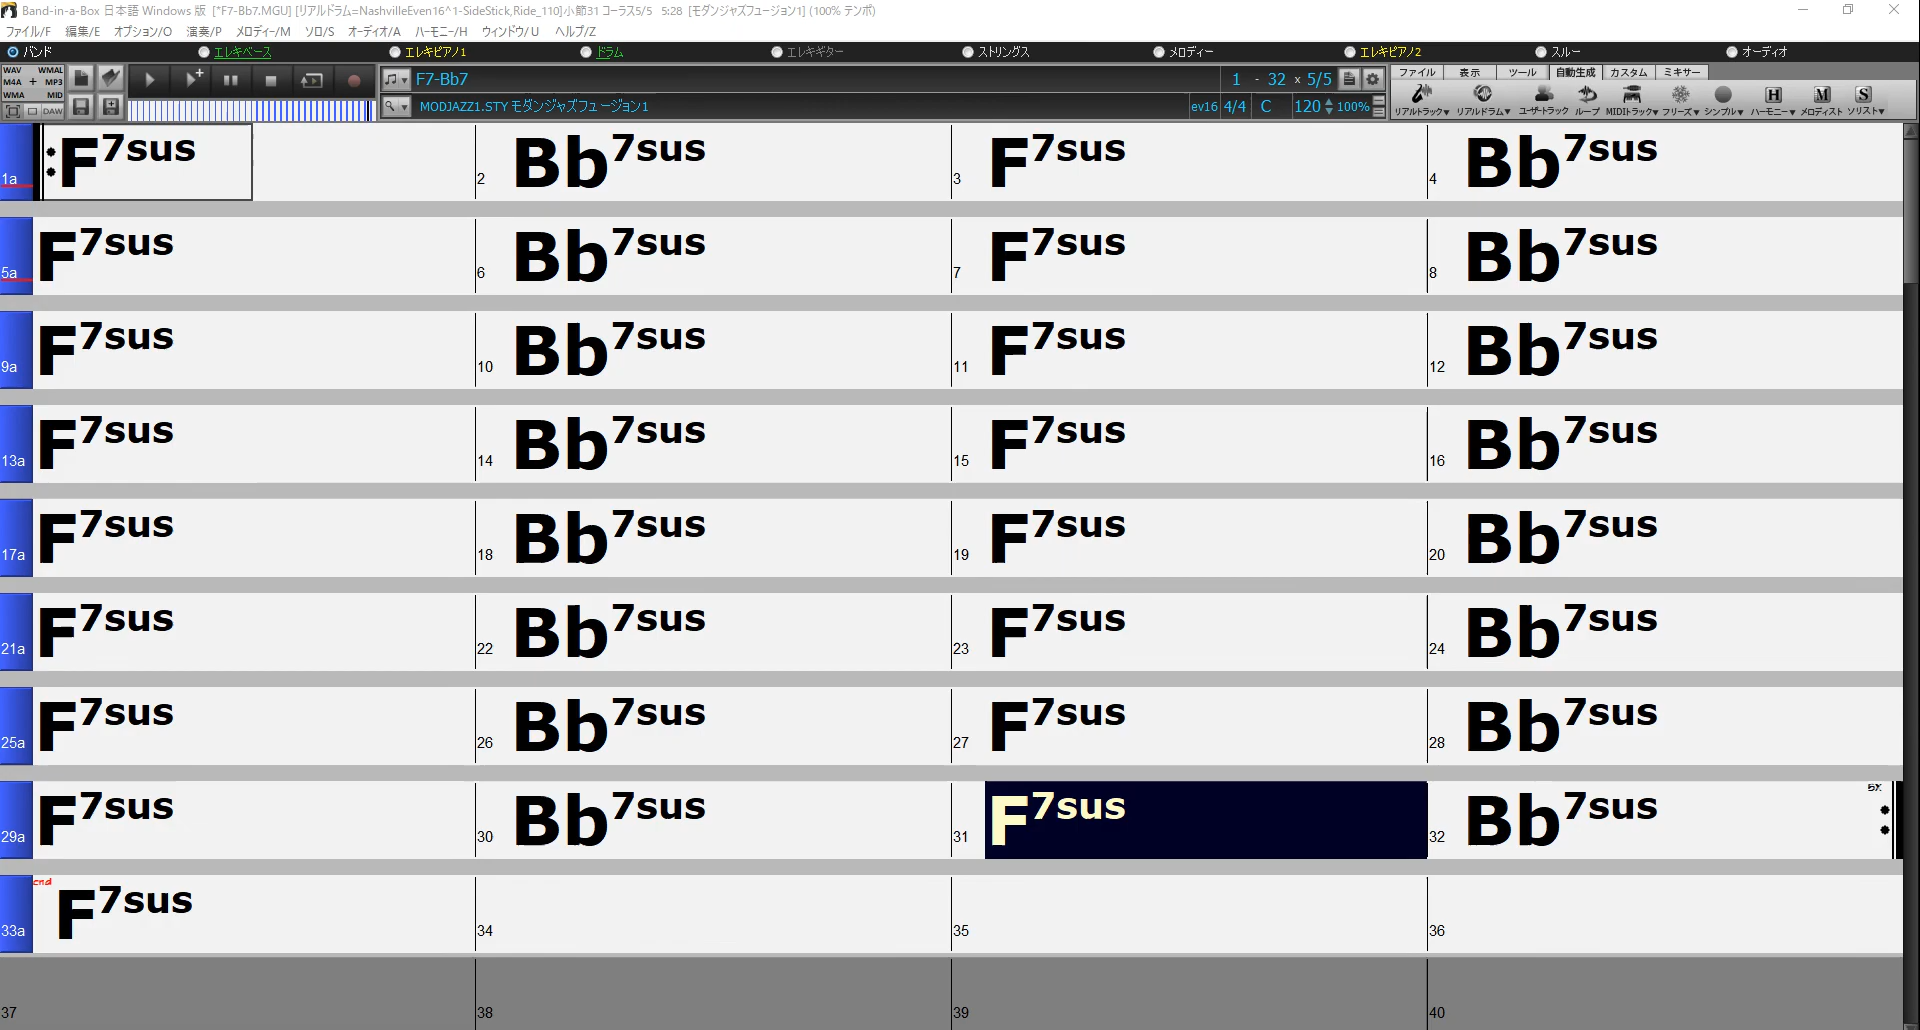 Band-in-a-Box 日本語 Windows 版 [*F7-Bb7.MGU] [リアルドラム=NashvilleEven16^1-SideStick,Ride_110]小節31 コーラス5/5 5:28 [モダンジャズフュージョン1] (100% テンポ)
ファイル/F 編集/E オプション/O 演奏/P メロディー/M ソロ/S オーディオ/A ハーモニー/H ウィンドウ/U ヘルプ/Z
バンド エレキベース エレキピアノ1 ドラム エレキギター ストリングス メロディー エレキピアノ2 スルー オーディオ
WAV WMAL
M4A + MP3
WMA MID
DAW
F7-Bb7 1 - 32 x 5/5
MODJAZZ1.STY モダンジャズフュージョン1 ev16 4/4 C 120 100%
ファイル 表示 ツール 自動生成 カスタム ミキサー
H M S
リアルトラック リアルドラム ユーザトラック ループ MIDIトラック フリーズ シンプル ハーモニー メロディスト ソリスト
1a F7sus 2 Bb7sus 3 F7sus 4 Bb7sus
5a F7sus 6 Bb7sus 7 F7sus 8 Bb7sus
9a F7sus 10 Bb7sus 11 F7sus 12 Bb7sus
13a F7sus 14 Bb7sus 15 F7sus 16 Bb7sus
17a F7sus 18 Bb7sus 19 F7sus 20 Bb7sus
21a F7sus 22 Bb7sus 23 F7sus 24 Bb7sus
25a F7sus 26 Bb7sus 27 F7sus 28 Bb7sus
29a F7sus 30 Bb7sus 31 F7sus 32 Bb7sus 5x
33a end F7sus 34 35 36
37 38 39 40